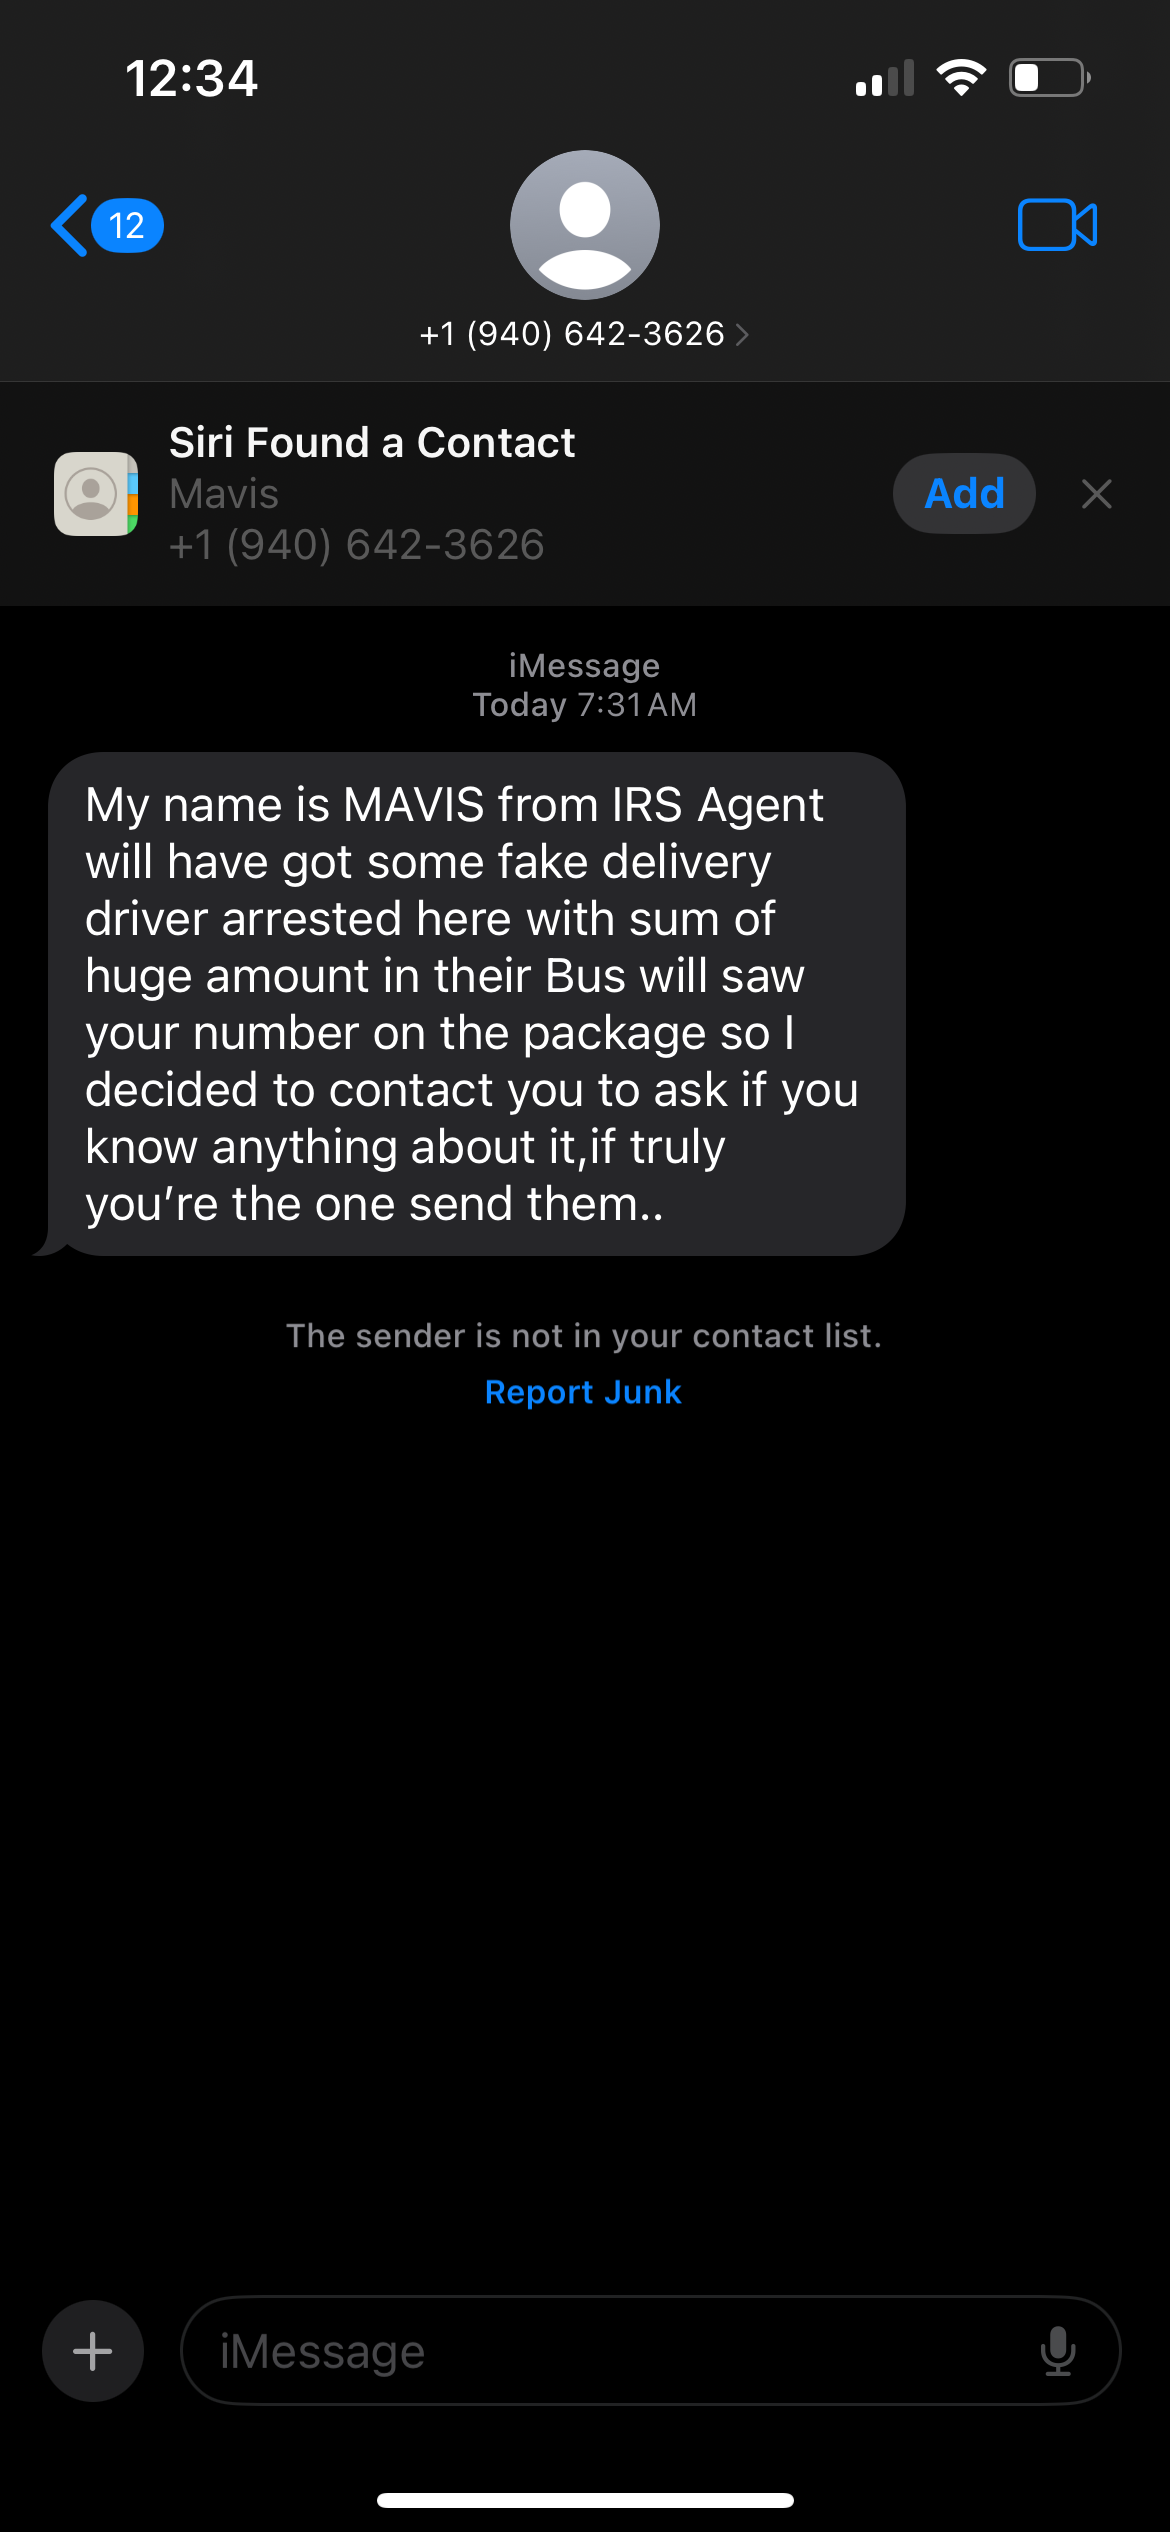 12:34
12
+1 (940) 642-3626
Siri Found a Contact
Mavis
+1 (940) 642-3626
Add
iMessage
Today 7:31 AM
My name is MAVIS from IRS Agent
will have got some fake delivery
driver arrested here with sum of
huge amount in their Bus will saw
your number on the package so I
decided to contact you to ask if you
know anything about it,if truly
you’re the one send them..
The sender is not in your contact list.
Report Junk
iMessage